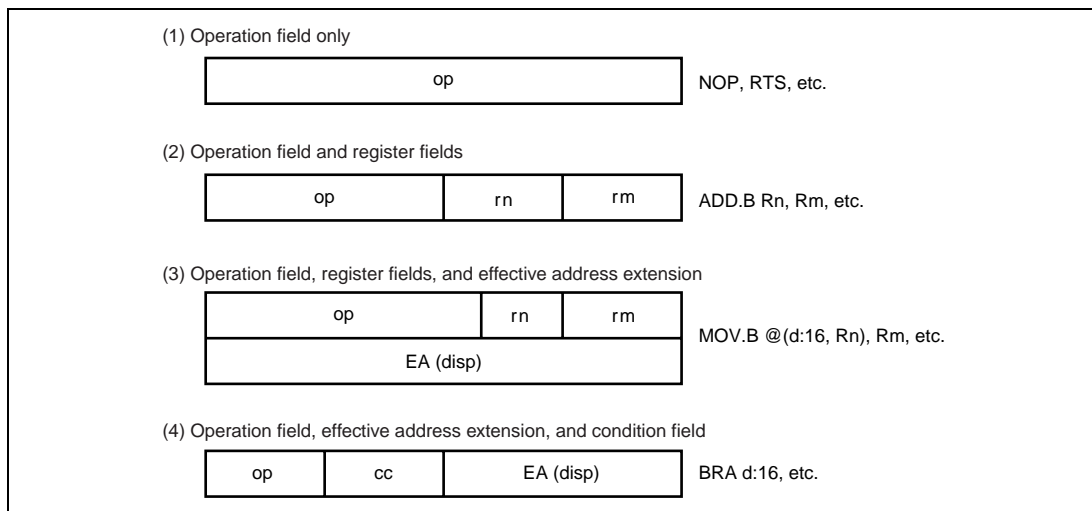 (1) Operation field only
op
NOP, RTS, etc.
(2) Operation field and register fields
op rn rm
ADD.B Rn, Rm, etc.
(3) Operation field, register fields, and effective address extension
op rn rm
MOV.B @(d:16, Rn), Rm, etc.
EA (disp)
(4) Operation field, effective address extension, and condition field
op cc EA (disp)
BRA d:16, etc.